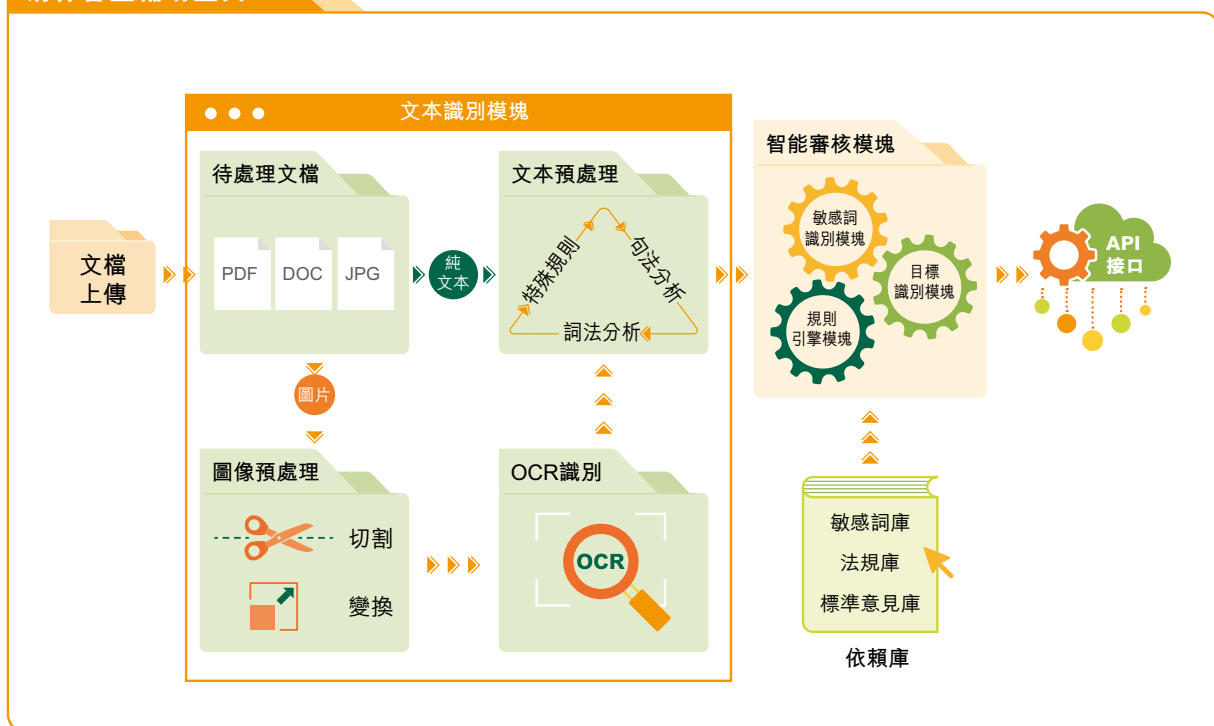 文本識別模塊
文檔
上傳
待處理文檔
PDF
DOC
JPG
純
文本
文本預處理
特殊規則
句法分析
詞法分析
圖片
圖像預處理
切割
變換
OCR識別
OCR
智能審核模塊
敏感詞
識別模塊
目標
識別模塊
規則
引擎模塊
API
接口
敏感詞庫
法規庫
標準意見庫
依賴庫